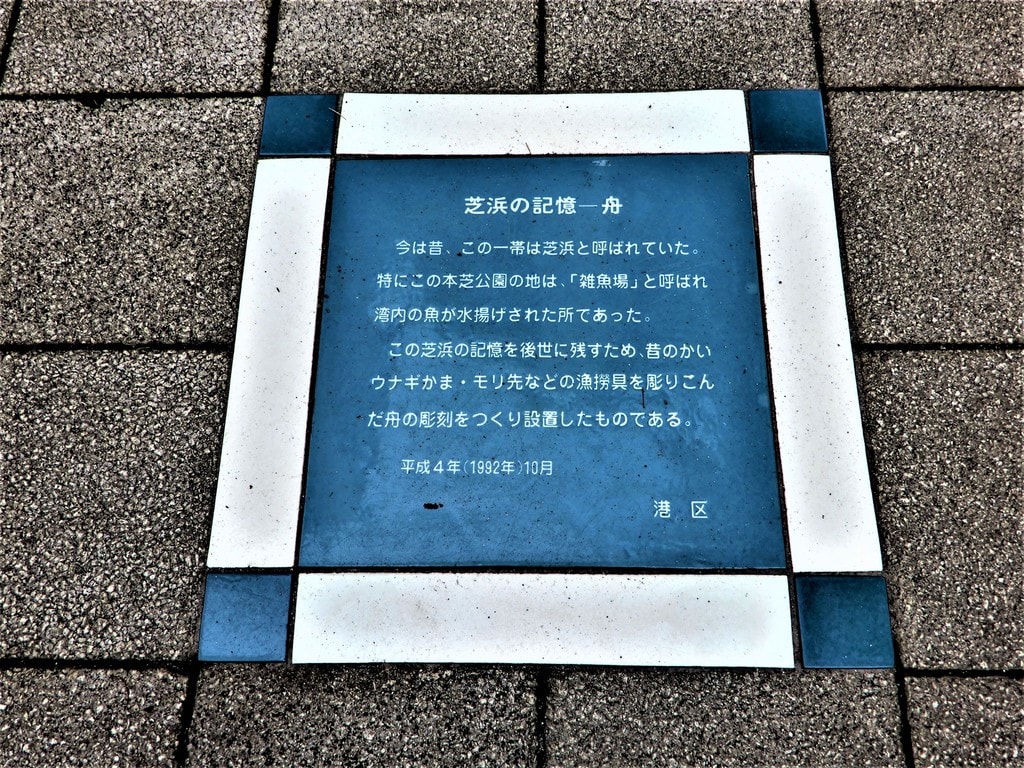 芝浜の記憶―舟
今は昔、この一帯は芝浜と呼ばれていた。
特にこの本芝公園の地は、「雑魚場」と呼ばれ
湾内の魚が水揚げされた所であった。
この芝浜の記憶を後世に残すため、昔のかい
ウナギかま・モリ先などの漁撈具を彫りこん
だ舟の彫刻をつくり設置したものである。
平成4年(1992年)10月
港 区